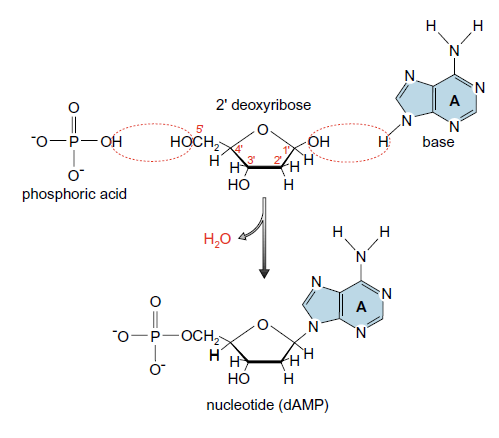 H H
N
N N
A
N N
H base
2' deoxyribose
O
⁻O—P—OH
O⁻
phosphoric acid
HOCH₂ 5' O OH
4' 1'
H H 3' 2' H H
HO H
H₂O
H H
N
N N
A
N N
O
⁻O—P—OCH₂ O
O⁻
H H H H
HO H
nucleotide (dAMP)